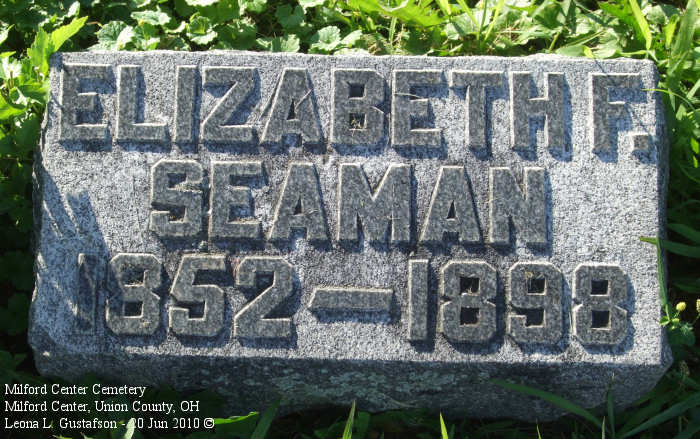 ELIZABETH F.
SEAMAN
1852 — 1898
Milford Center Cemetery
Milford Center, Union County, OH
Leona L. Gustafson - 20 Jun 2010 ©